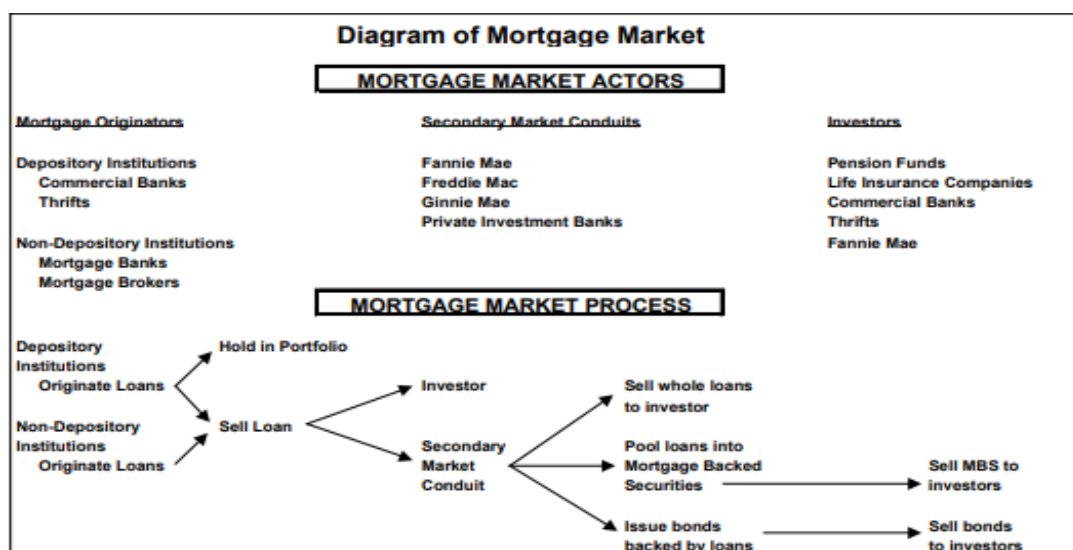 Diagram of Mortgage Market
MORTGAGE MARKET ACTORS
Mortgage Originators
Secondary Market Conduits
Investors
Depository Institutions
Commercial Banks
Thrifts
Non-Depository Institutions
Mortgage Banks
Mortgage Brokers
Fannie Mae
Freddie Mac
Ginnie Mae
Private Investment Banks
Pension Funds
Life Insurance Companies
Commercial Banks
Thrifts
Fannie Mae
MORTGAGE MARKET PROCESS
Depository
Institutions
Originate Loans
Non-Depository
Institutions
Originate Loans
Hold in Portfolio
Sell Loan
Investor
Secondary
Market
Conduit
Sell whole loans
to investor
Pool loans into
Mortgage Backed
Securities
Issue bonds
backed by loans
Sell MBS to
investors
Sell bonds
to investors